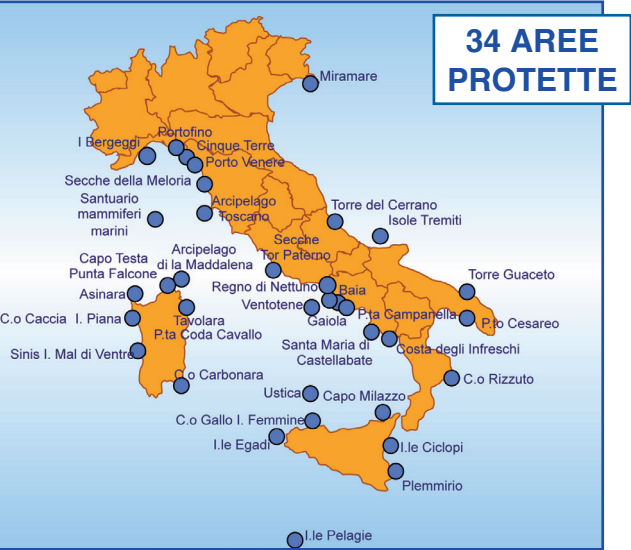 34 AREE
PROTETTE
Miramare
Portofino
I Bergeggi
Cinque Terre
Porto Venere
Secche della Meloria
Santuario
mammiferi
marini
Arcipelago
Toscano
Torre del Cerrano
Isole Tremiti
Secche
Tor Paterno
Capo Testa
Punta Falcone
Arcipelago
di la Maddalena
Asinara
Regno di Nettuno
Baia
Ventotene
Gaiola
P.ta Campanella
Torre Guaceto
P.to Cesareo
C.o Caccia I. Piana
Tavolara
P.ta Coda Cavallo
Santa Maria di
Castellabate
Costa degli Infreschi
Sinis I. Mal di Ventre
C.o Carbonara
C.o Rizzuto
Ustica
Capo Milazzo
C.o Gallo I. Femmine
I.le Egadi
I.le Ciclopi
Plemmirio
I.le Pelagie